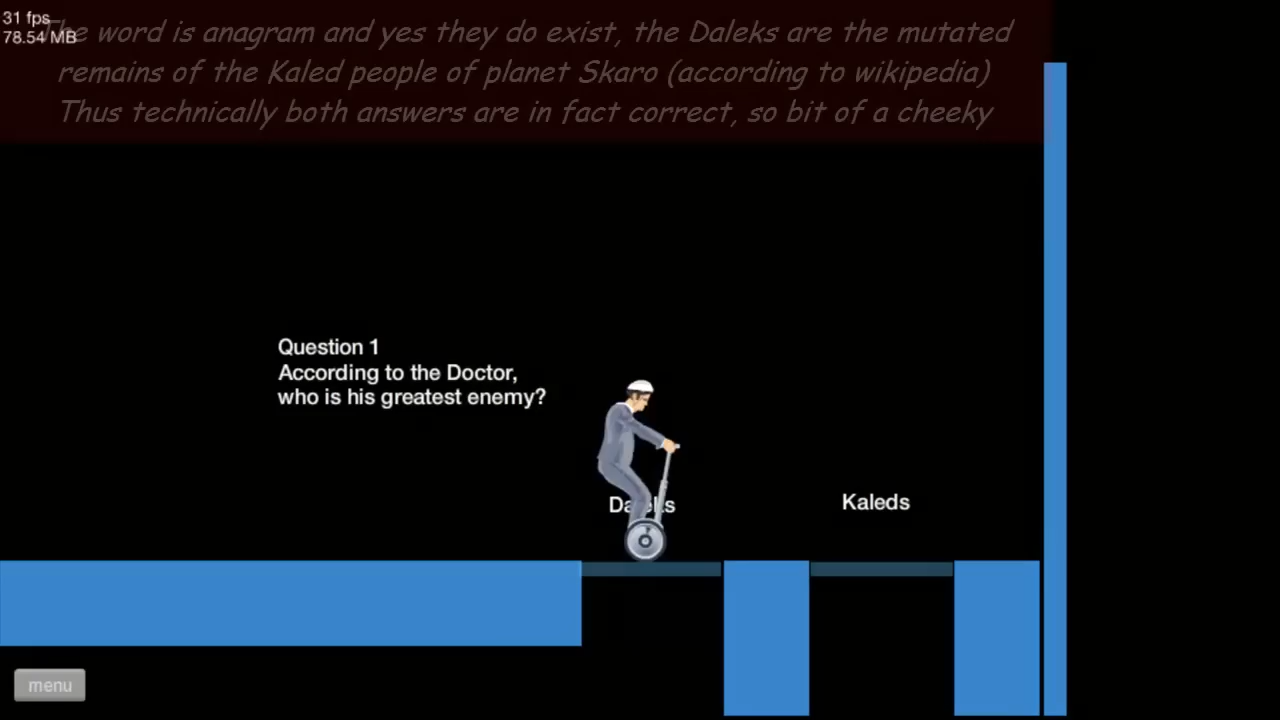 31 fps
78.54 MB
The word is anagram and yes they do exist, the Daleks are the mutated
remains of the Kaled people of planet Skaro (according to wikipedia)
Thus technically both answers are in fact correct, so bit of a cheeky
Question 1
According to the Doctor,
who is his greatest enemy?
Daleks
Kaleds
menu